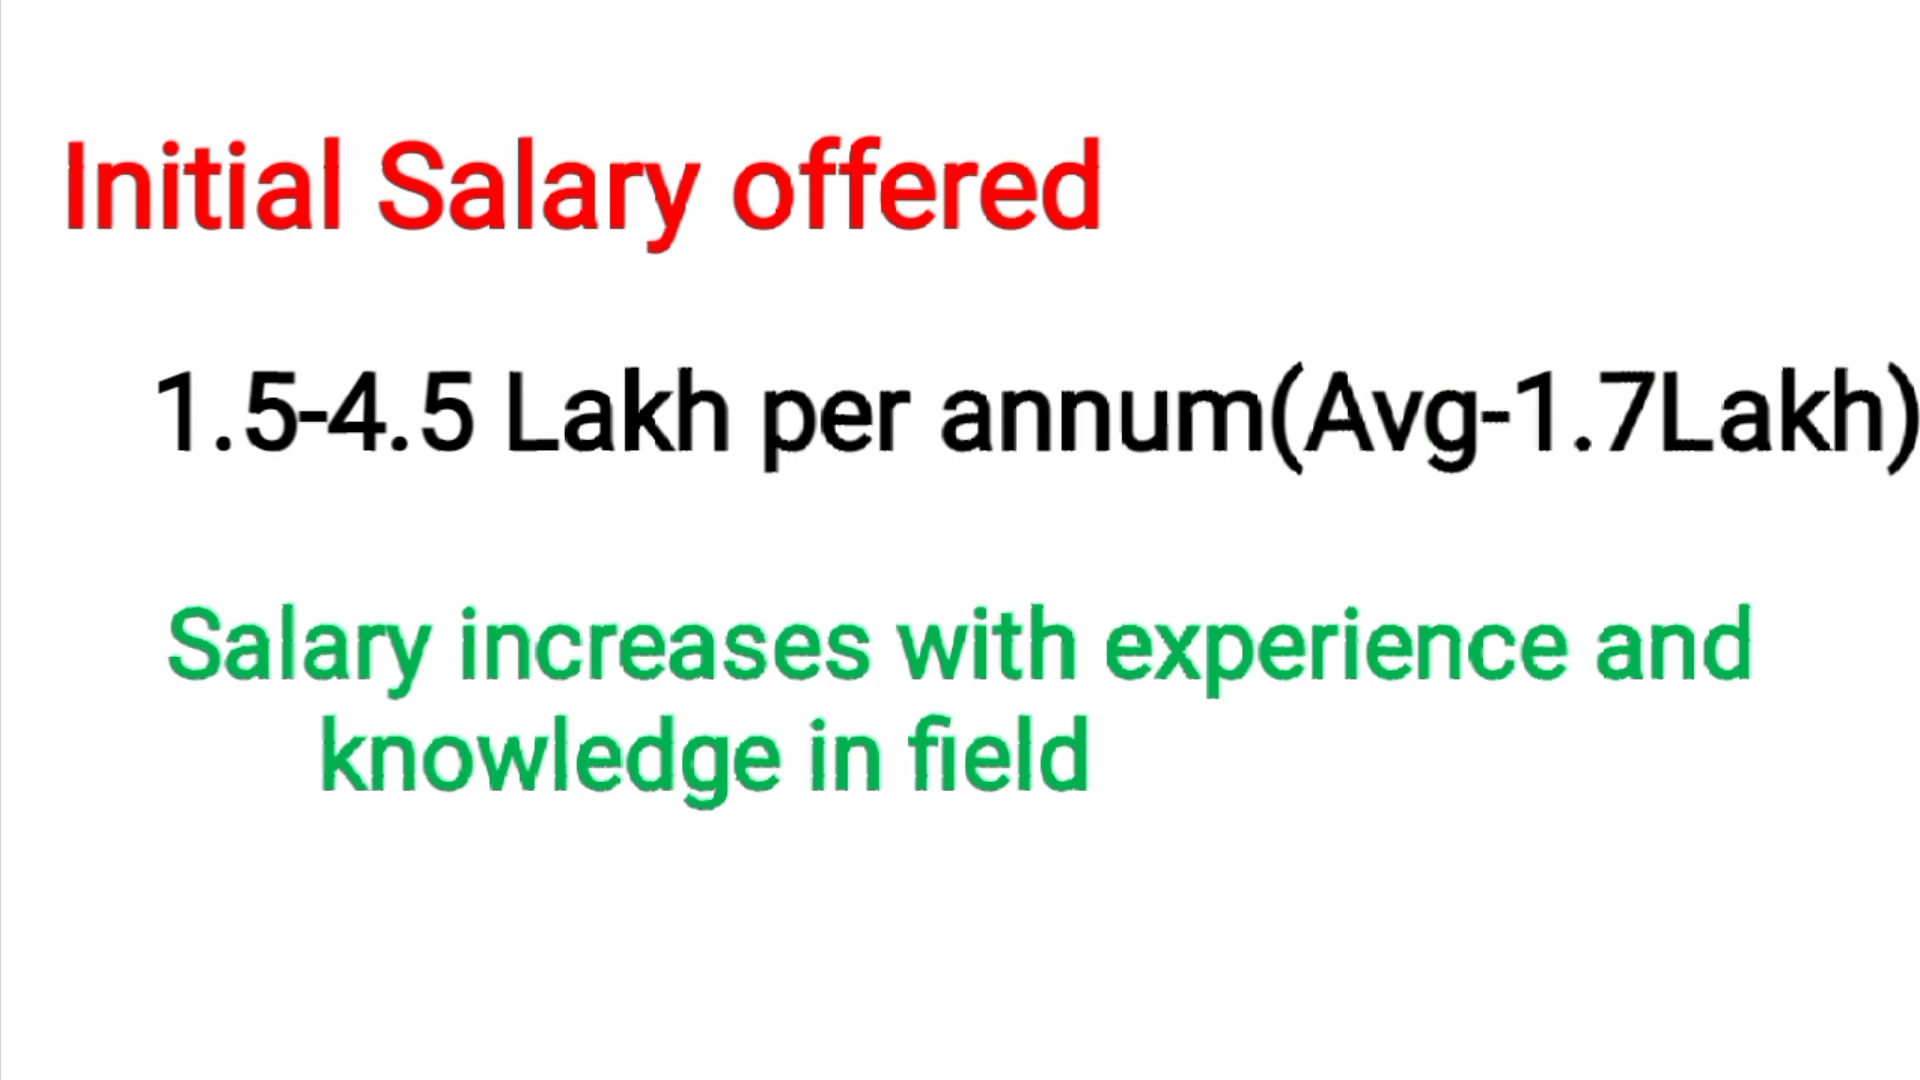 Initial Salary offered
1.5-4.5 Lakh per annum(Avg-1.7Lakh)
Salary increases with experience and
knowledge in field